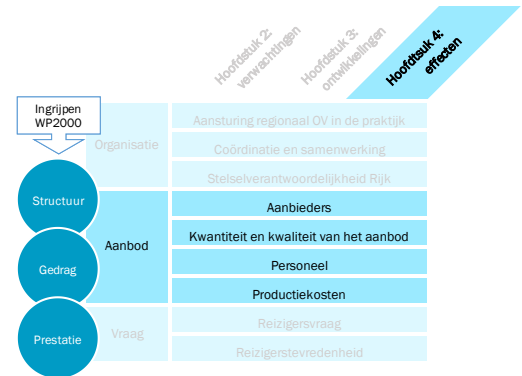 Hoofdstuk 2:
verwachtingen
Hoofdstuk 3:
ontwikkelingen
Hoofdtsuk 4:
effecten
Ingrijpen
WP2000
Organisatie
Aansturing regionaal OV in de praktijk
Coördinatie en samenwerking
Stelselverantwoordelijkheid Rijk
Structuur
Gedrag
Prestatie
Aanbod
Aanbieders
Kwantiteit en kwaliteit van het aanbod
Personeel
Productiekosten
Vraag
Reizigersvraag
Reizigerstevredenheid